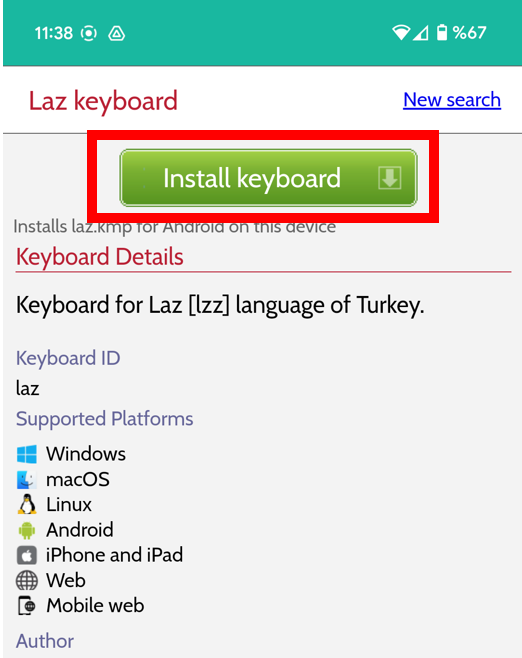 11:38 %67
Laz keyboard New search
Install keyboard
Installs laz.kmp for Android on this device
Keyboard Details
Keyboard for Laz [lzz] language of Turkey.
Keyboard ID
laz
Supported Platforms
Windows
macOS
Linux
Android
iPhone and iPad
Web
Mobile web
Author